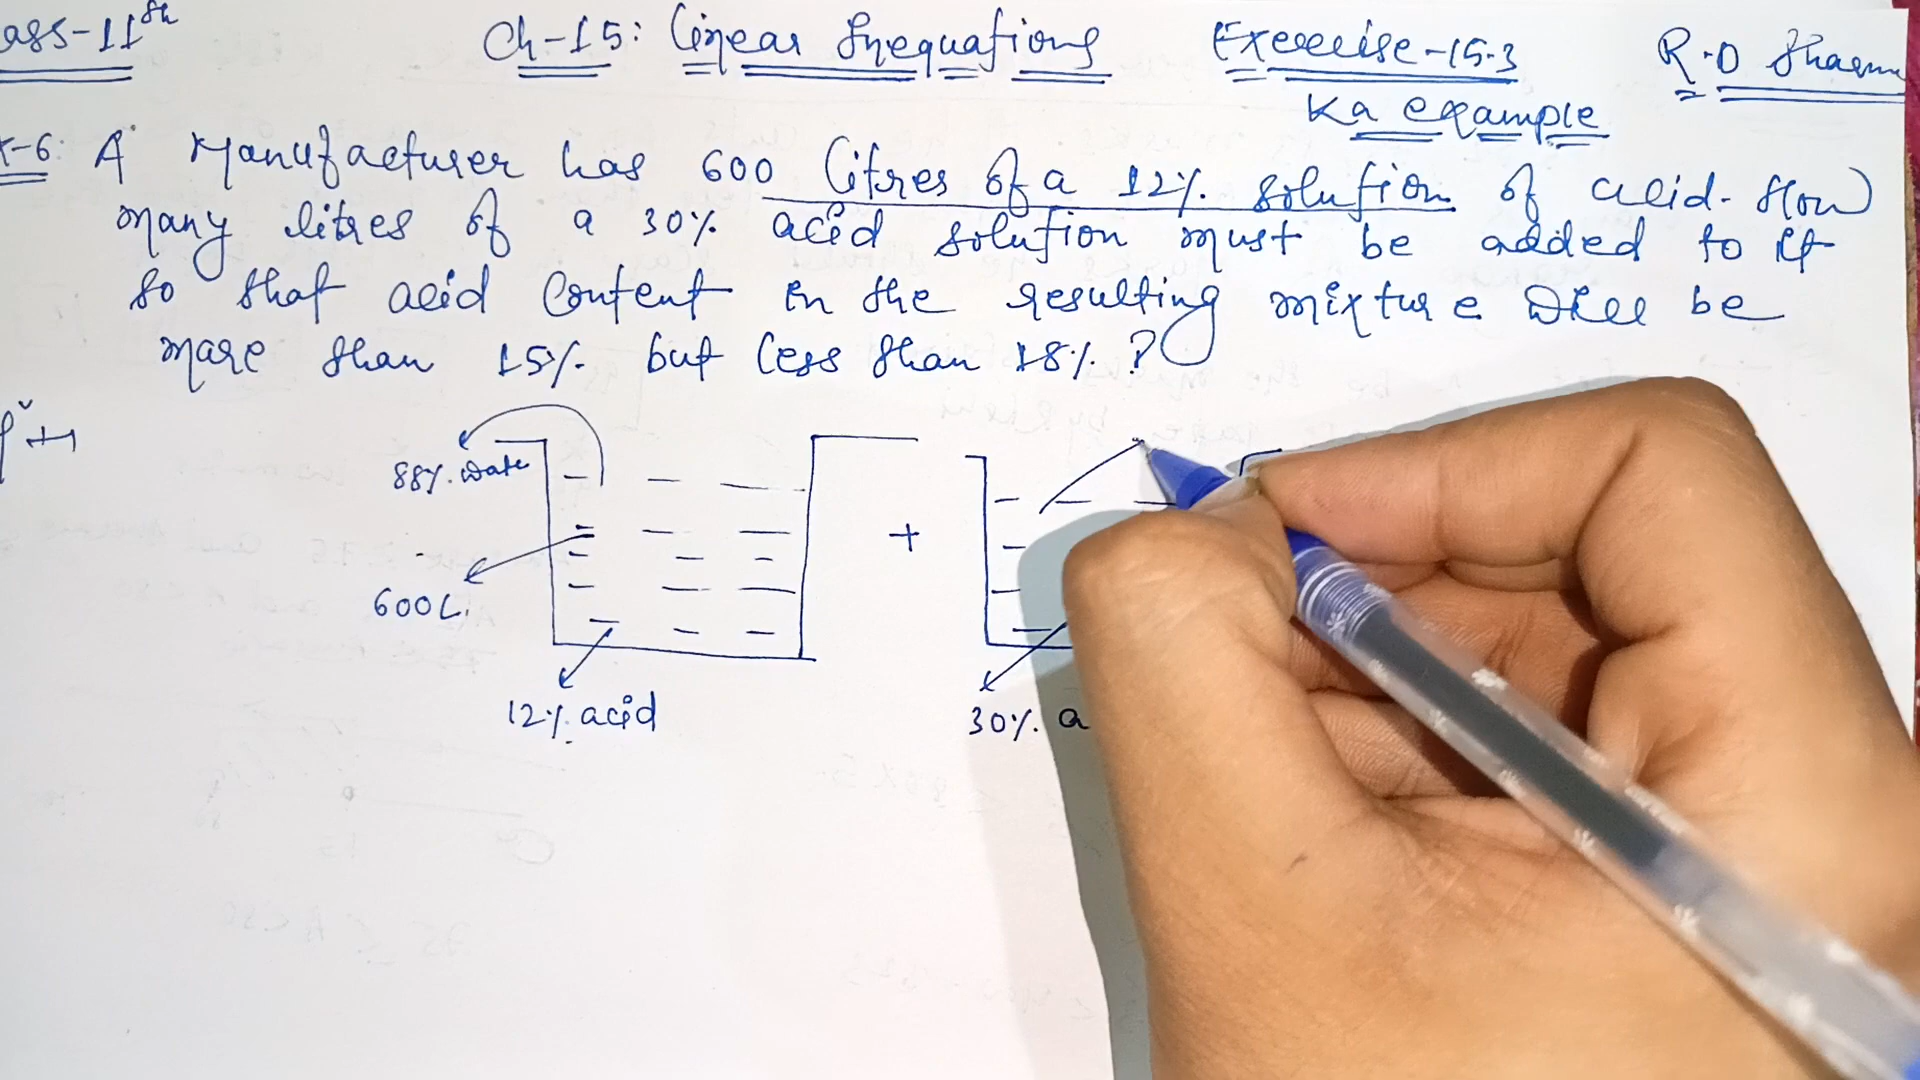 ass-11th Ch-15: Linear Inequations Exercise-15.3 R.D Sharma
Ka example
x-6: A Manufacturer has 600 litres of a 12% solution of acid. How
many litres of a 30% acid solution must be added to it
so that acid content in the resulting mixture will be
more than 15% but less than 18%?
88% water
+
600L.
12% acid
30% a